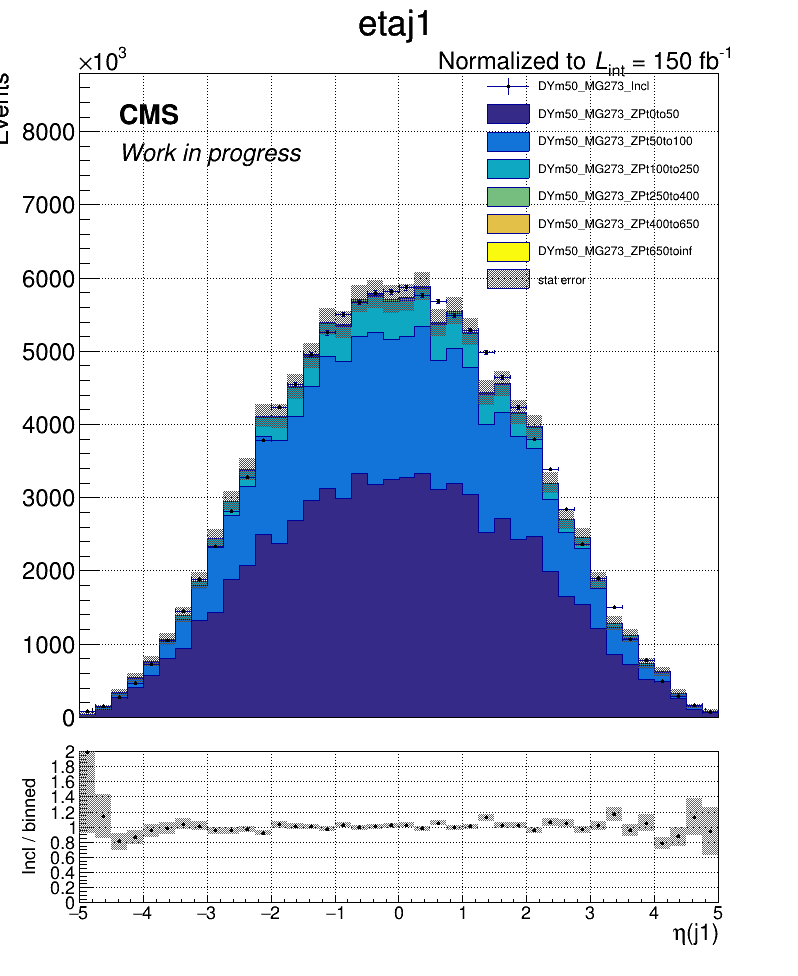 etaj1
×10³
Normalized to Lint = 150 fb⁻¹
Events
CMS
Work in progress
DYm50_MG273_Incl
DYm50_MG273_ZPt0to50
DYm50_MG273_ZPt50to100
DYm50_MG273_ZPt100to250
DYm50_MG273_ZPt250to400
DYm50_MG273_ZPt400to650
DYm50_MG273_ZPt650toinf
stat error
8000
7000
6000
5000
4000
3000
2000
1000
0
Incl / binned
2
1.8
1.6
1.4
1.2
1
0.8
0.6
0.4
0.2
0
−5 −4 −3 −2 −1 0 1 2 3 4 5
η(j1)